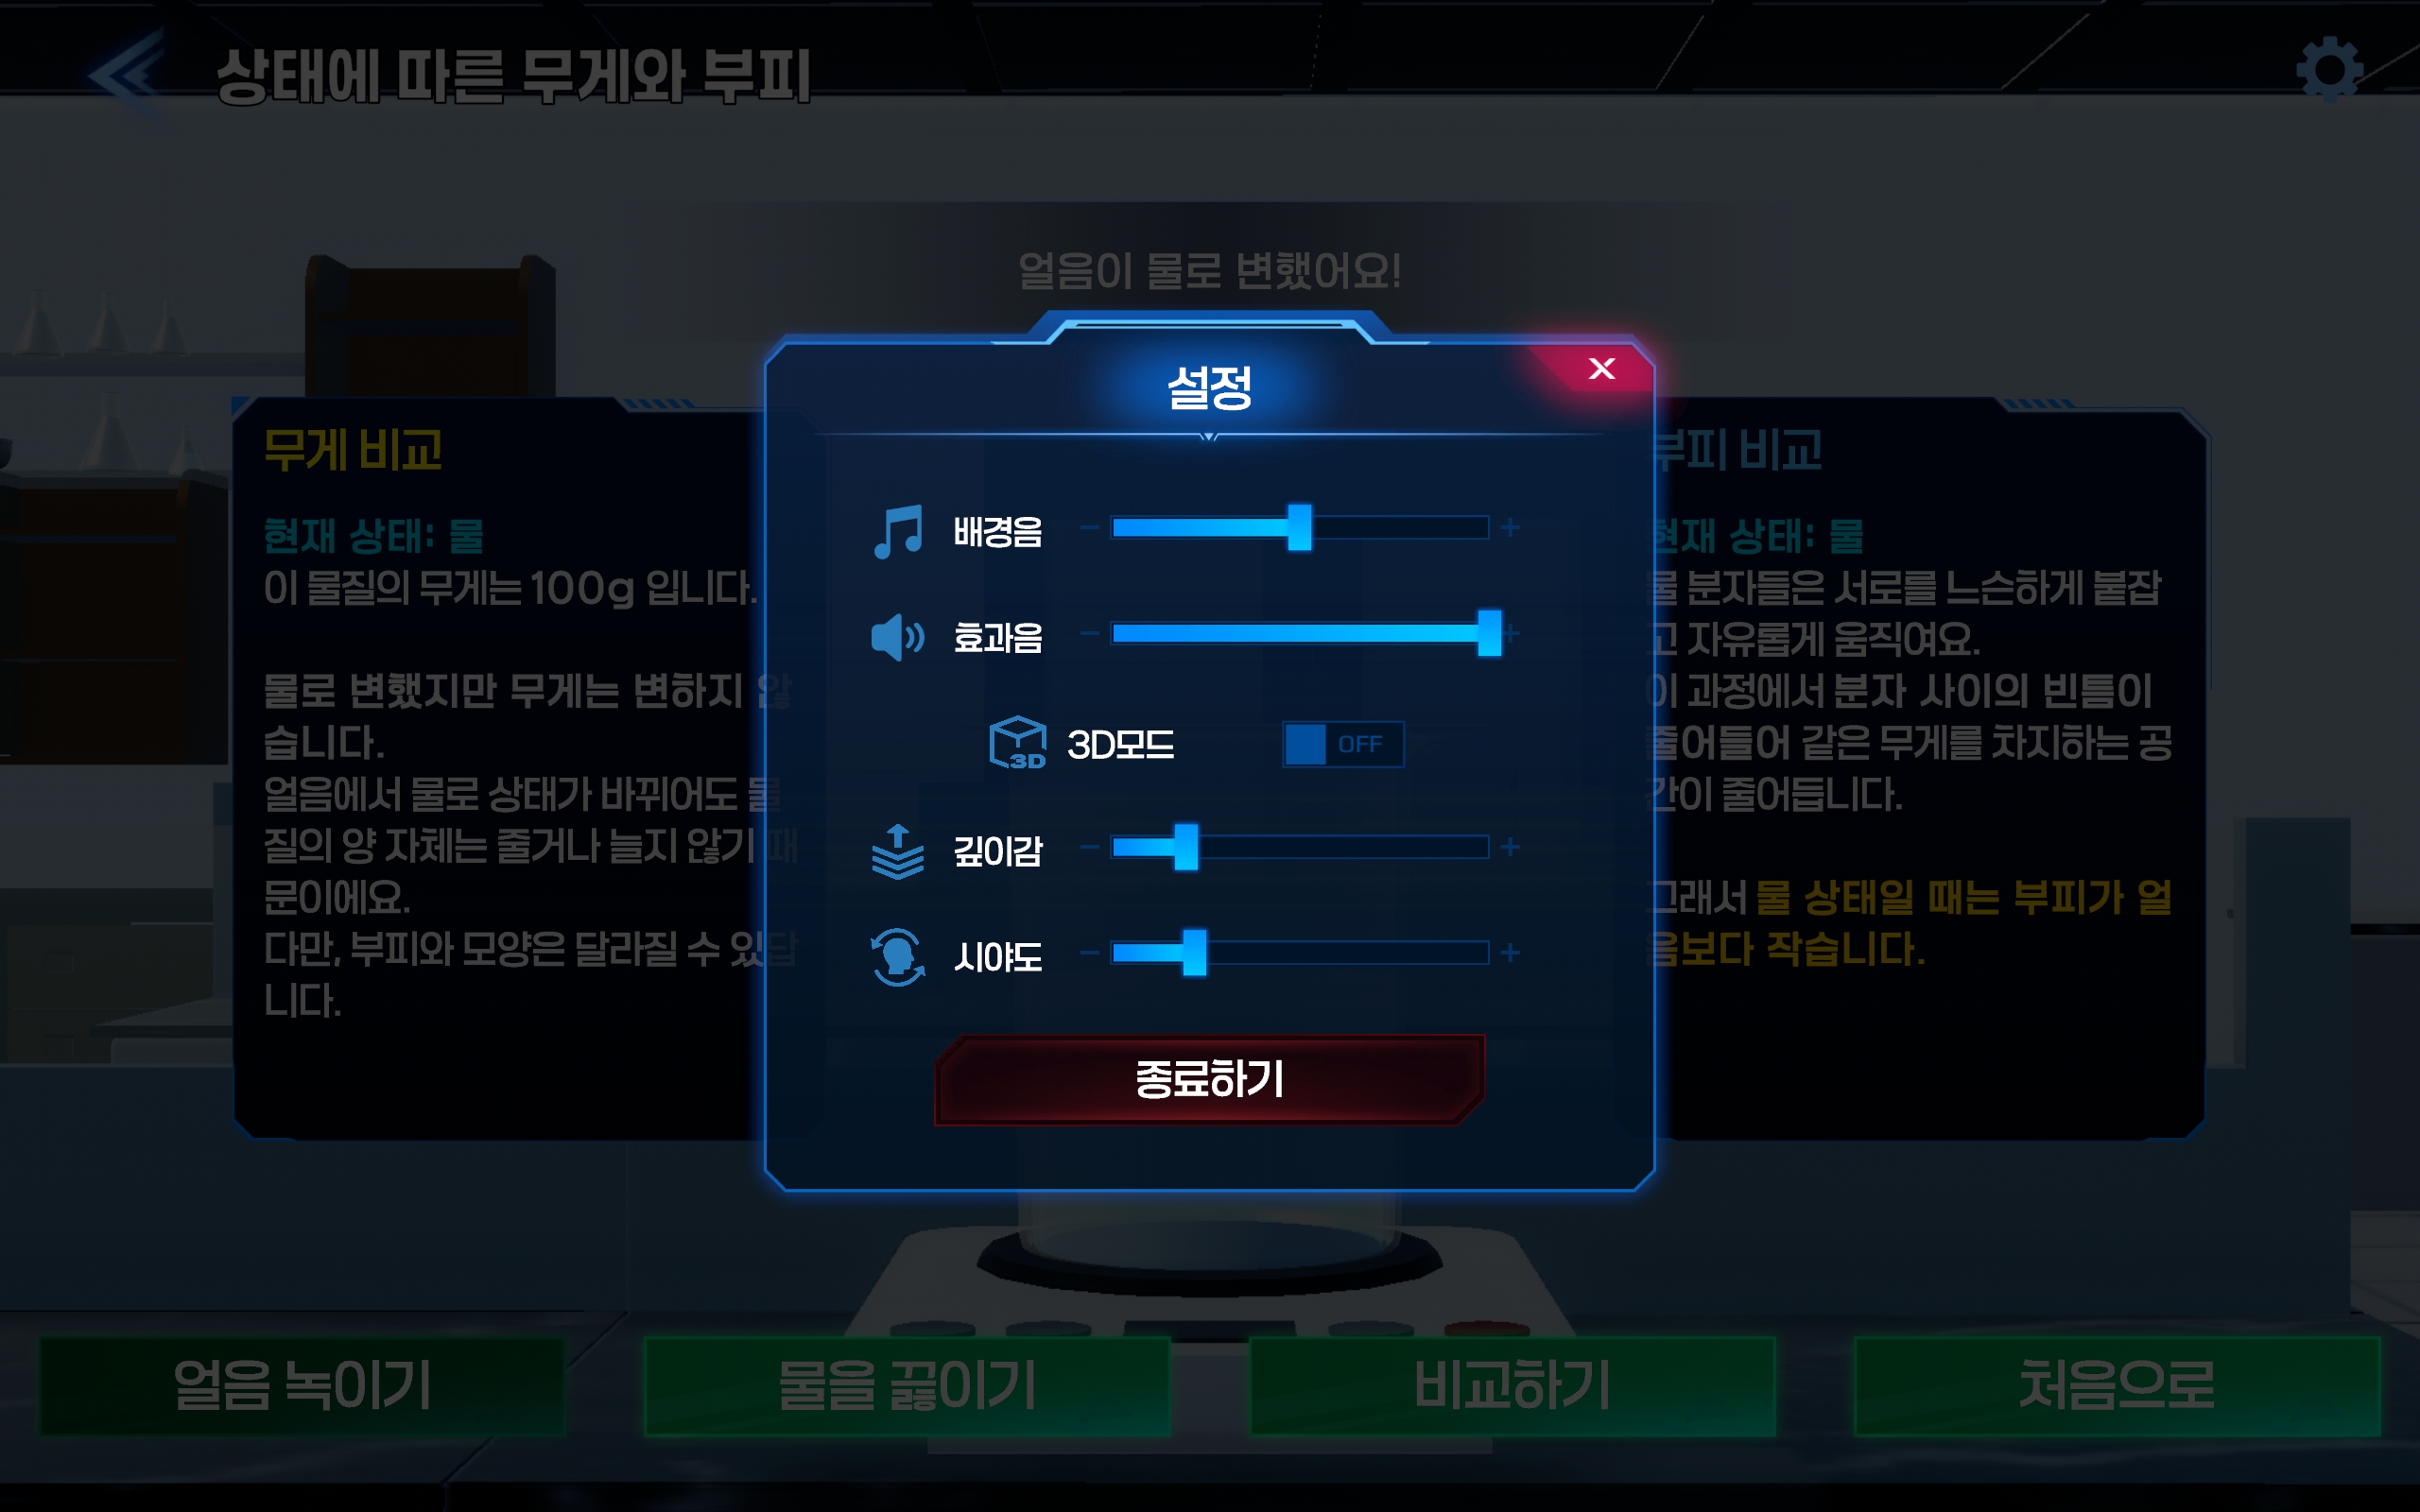 상태에 따른 무게와 부피
얼음이 물로 변했어요!
설정
X
배경음
효과음
3D
3D모드
OFF
깊이감
시야도
종료하기
무게 비교
현재 상태: 물
이 물질의 무게는 100g 입니다.
물로 변했지만 무게는 변하지 않
습니다.
얼음에서 물로 상태가 바뀌어도 물
질의 양 자체는 줄거나 늘지 않기 때
문이에요.
다만, 부피와 모양은 달라질 수 있답
니다.
부피 비교
현재 상태: 물
물 분자들은 서로를 느슨하게 붙잡
고 자유롭게 움직여요.
이 과정에서 분자 사이의 빈틈이
줄어들어 같은 무게를 차지하는 공
간이 줄어듭니다.
그래서 물 상태일 때는 부피가 얼
음보다 작습니다.
얼음 녹이기
물을 끓이기
비교하기
처음으로